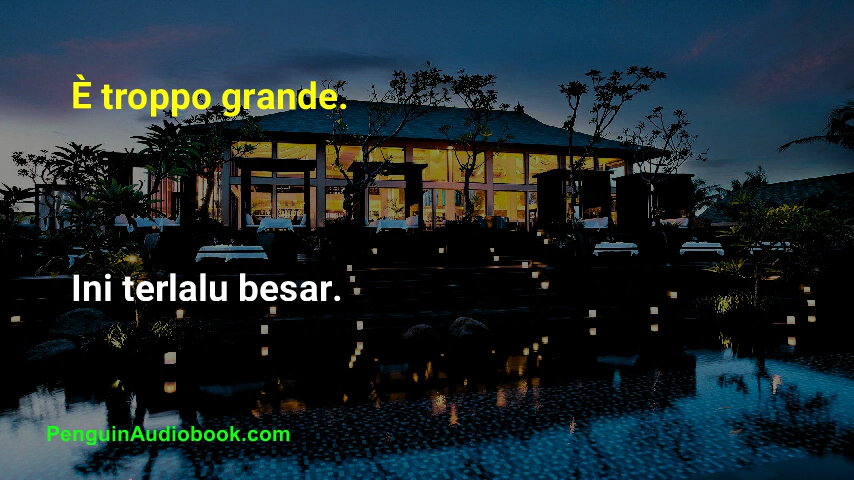 È troppo grande.
Ini terlalu besar.
PenguinAudiobook.com